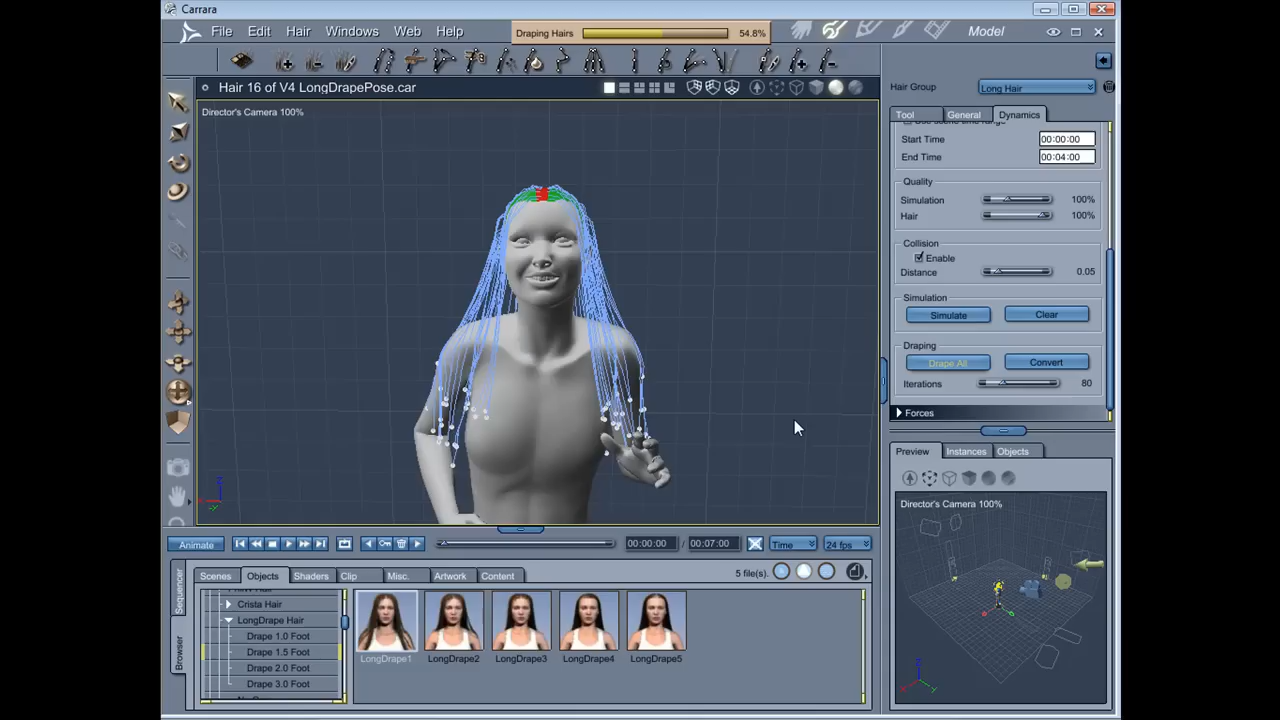 Carrara
File Edit Hair Windows Web Help
Draping Hairs 54.8%
Model
Hair 16 of V4 LongDrapePose.car
Director's Camera 100%
Hair Group Long Hair
Tool General Dynamics
Start Time 00:00:00
End Time 00:04:00
Quality
Simulation 100%
Hair 100%
Collision
Enable
Distance 0.05
Simulation
Simulate Clear
Draping
Drape All Convert
Iterations 80
Forces
Preview Instances Objects
Director's Camera 100%
Animate 00:00:00 / 00:07:00 Time 24 fps
Sequencer
Browser
Scenes Objects Shaders Clip Misc. Artwork Content 5 file(s).
Crista Hair
LongDrape Hair
Drape 1.0 Foot
Drape 1.5 Foot
Drape 2.0 Foot
Drape 3.0 Foot
LongDrape1 LongDrape2 LongDrape3 LongDrape4 LongDrape5